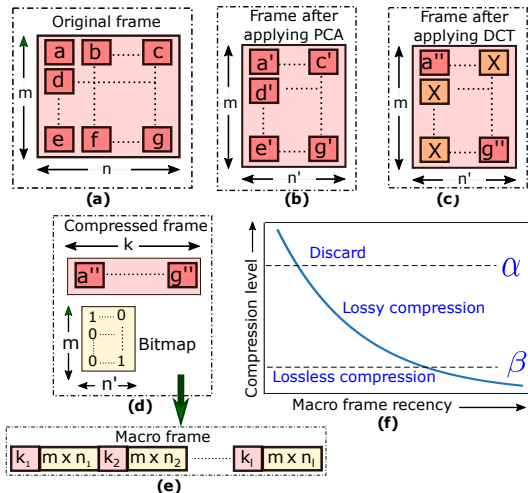 Original frame
a b c
d
m
e f g
n
(a)
Frame after
applying PCA
a' c'
d'
m
e' g'
n'
(b)
Frame after
applying DCT
a'' X
X
m
X g''
n'
(c)
Compressed frame
k
a'' g''
1 0
0
m
0 1
Bitmap
n'
(d)
Macro frame
k₁ m x n₁ k₂ m x n₂ kₗ m x nₗ
(e)
Compression level
Discard
α
Lossy compression
β
Lossless compression
Macro frame recency
(f)